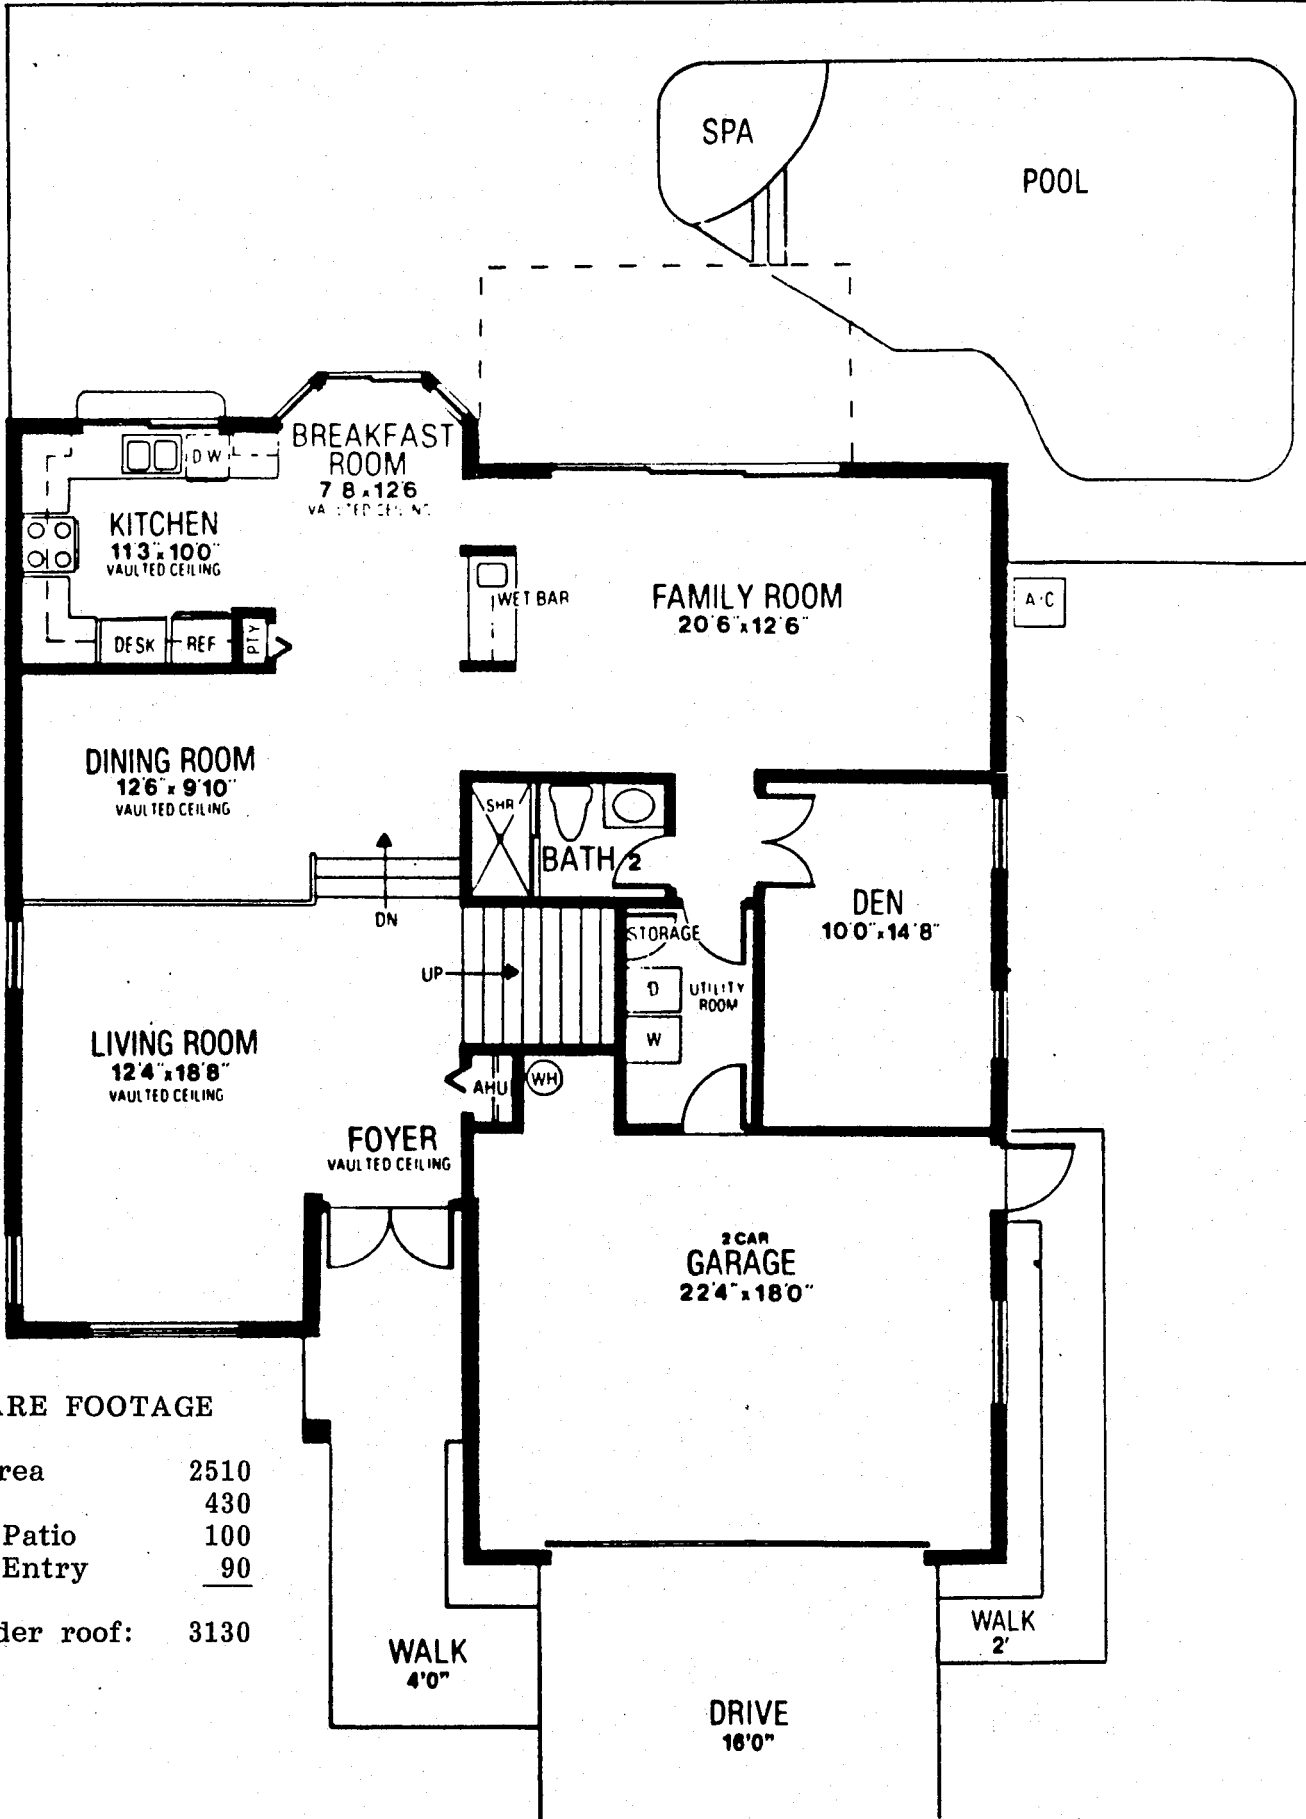 SPA
POOL
BREAKFAST
ROOM
7'8"x12'6
DW
KITCHEN
11'3"x10'0"
VAULTED CEILING
WET BAR
FAMILY ROOM
20'6"x12'6"
A/C
DESK
REF
PTY
DINING ROOM
12'6"x 9'10"
VAULTED CEILING
SHR
BATH 2
DEN
10'0"x14'8"
DN
STORAGE
UP
D
UTILITY
ROOM
W
LIVING ROOM
12'4"x18'8"
VAULTED CEILING
AHU
WH
FOYER
VAULTED CEILING
2 CAR
GARAGE
22'4"x18'0"
ARE FOOTAGE
rea 2510
430
Patio 100
Entry 90
der roof: 3130
WALK
4'0"
WALK
2'
DRIVE
16'0"